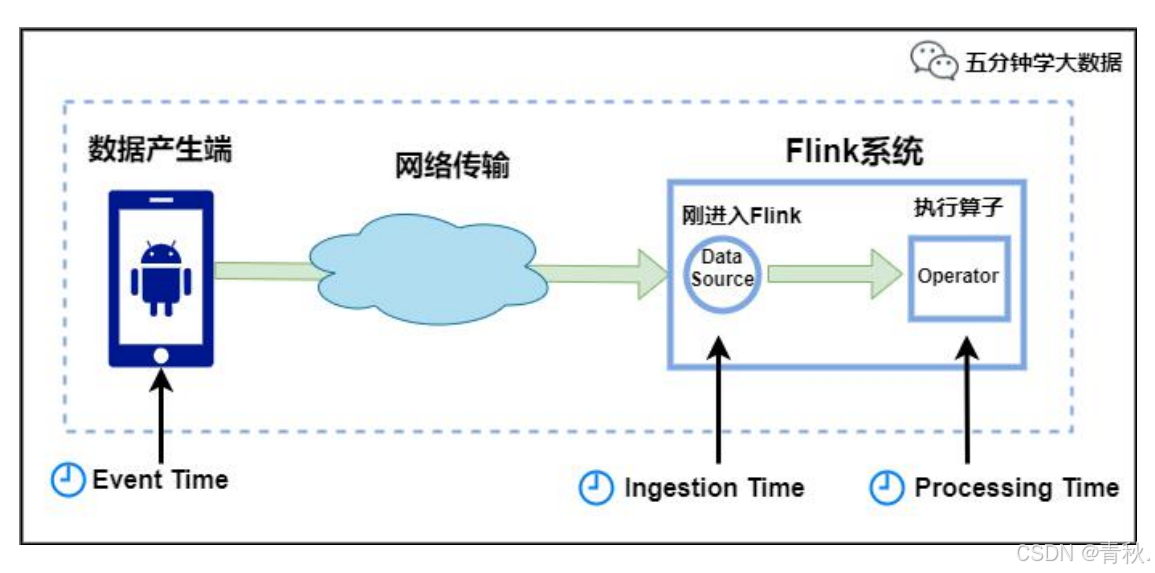 五分钟学大数据
数据产生端
网络传输
Flink系统
刚进入Flink
执行算子
Data
Source
Operator
Event Time
Ingestion Time
Processing Time
CSDN @青秋.